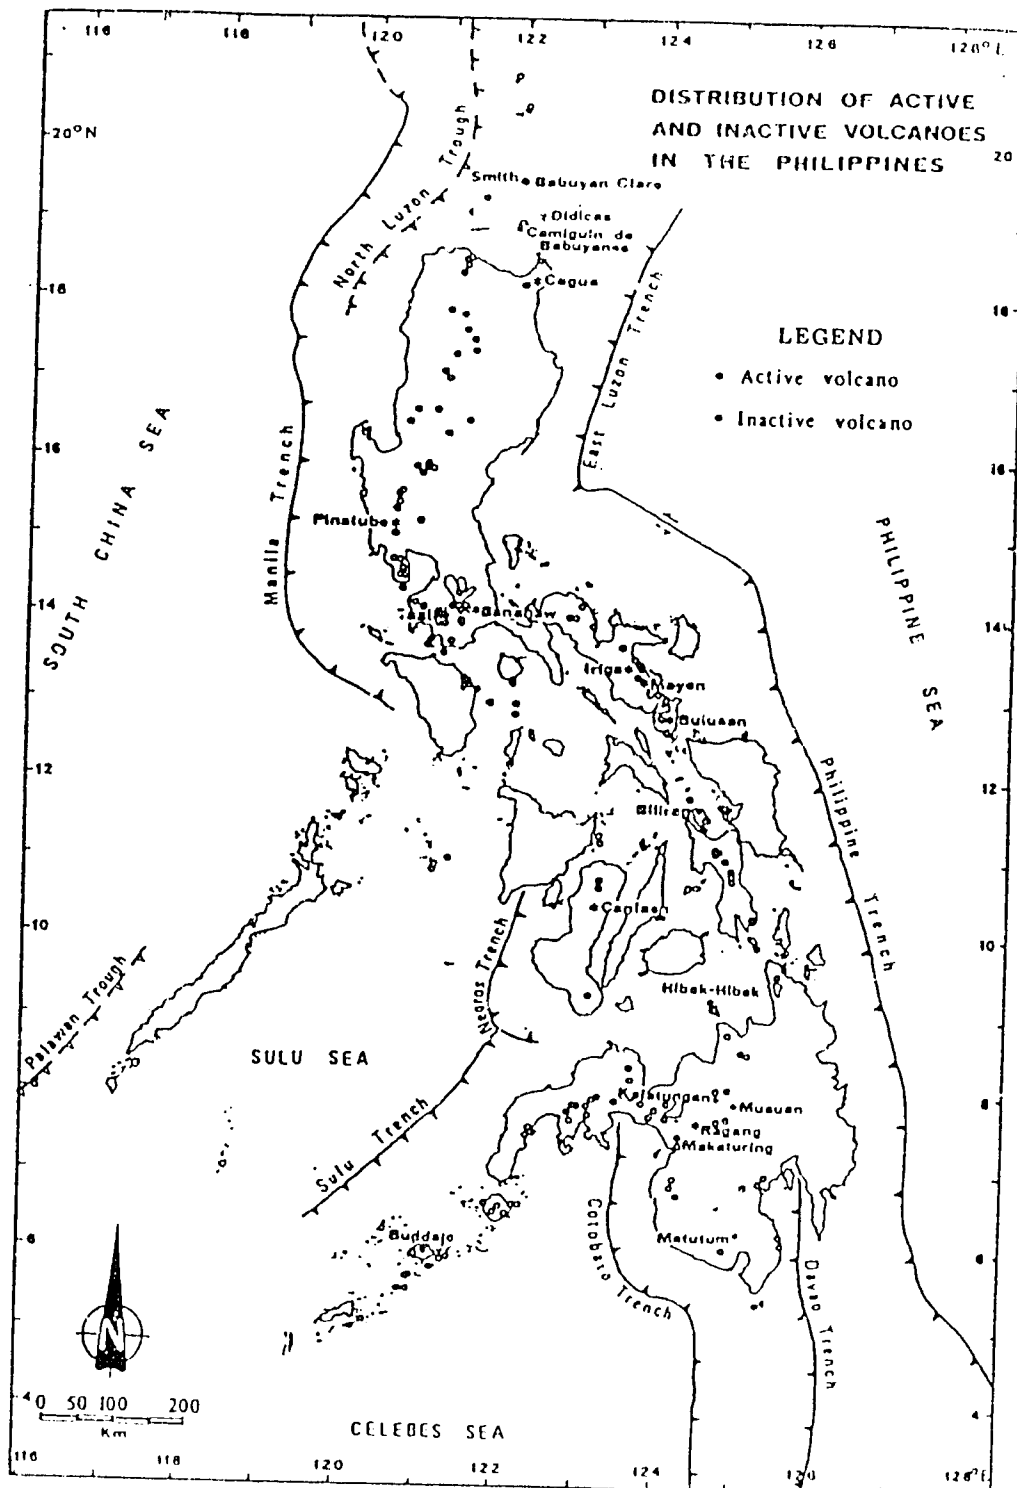 116 118 120 122 124 126 128°E
DISTRIBUTION OF ACTIVE
AND INACTIVE VOLCANOES
IN THE PHILIPPINES
20°N
20
North Luzon Trough
Smith
Babuyan Claro
Didicas
Camiguin de
Babuyanes
Cagua
18
18
East Luzon Trench
LEGEND
Active volcano
Inactive volcano
16
16
SOUTH CHINA SEA
Manila Trench
Pinatubo
PHILIPPINE SEA
14
14
Banahaw
Iriga
Mayon
Bulusan
12
12
Philippine Trench
Biliran
Canlaon
10
10
Negros Trench
Hibok-Hibok
Palawan Trough
SULU SEA
8
8
Kalatungan
Musuan
Ragang
Makaturing
Sulu Trench
Cotabato Trench
Buddajo
Matutum
6
6
Davao Trench
N
0 50 100 200
Km
4
4
CELEBES SEA
116 118 120 122 124 126 128°E